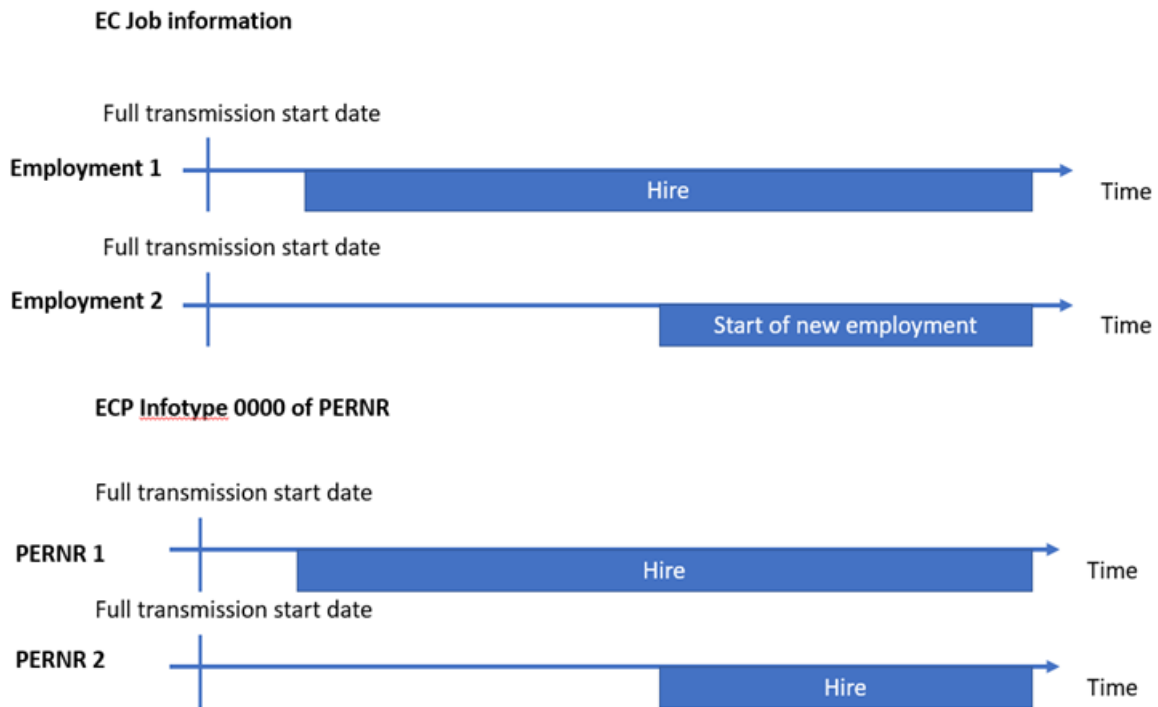 EC Job information
Full transmission start date
Employment 1
Hire
Time
Full transmission start date
Employment 2
Start of new employment
Time
ECP Infotype 0000 of PERNR
Full transmission start date
PERNR 1
Hire
Time
Full transmission start date
PERNR 2
Hire
Time